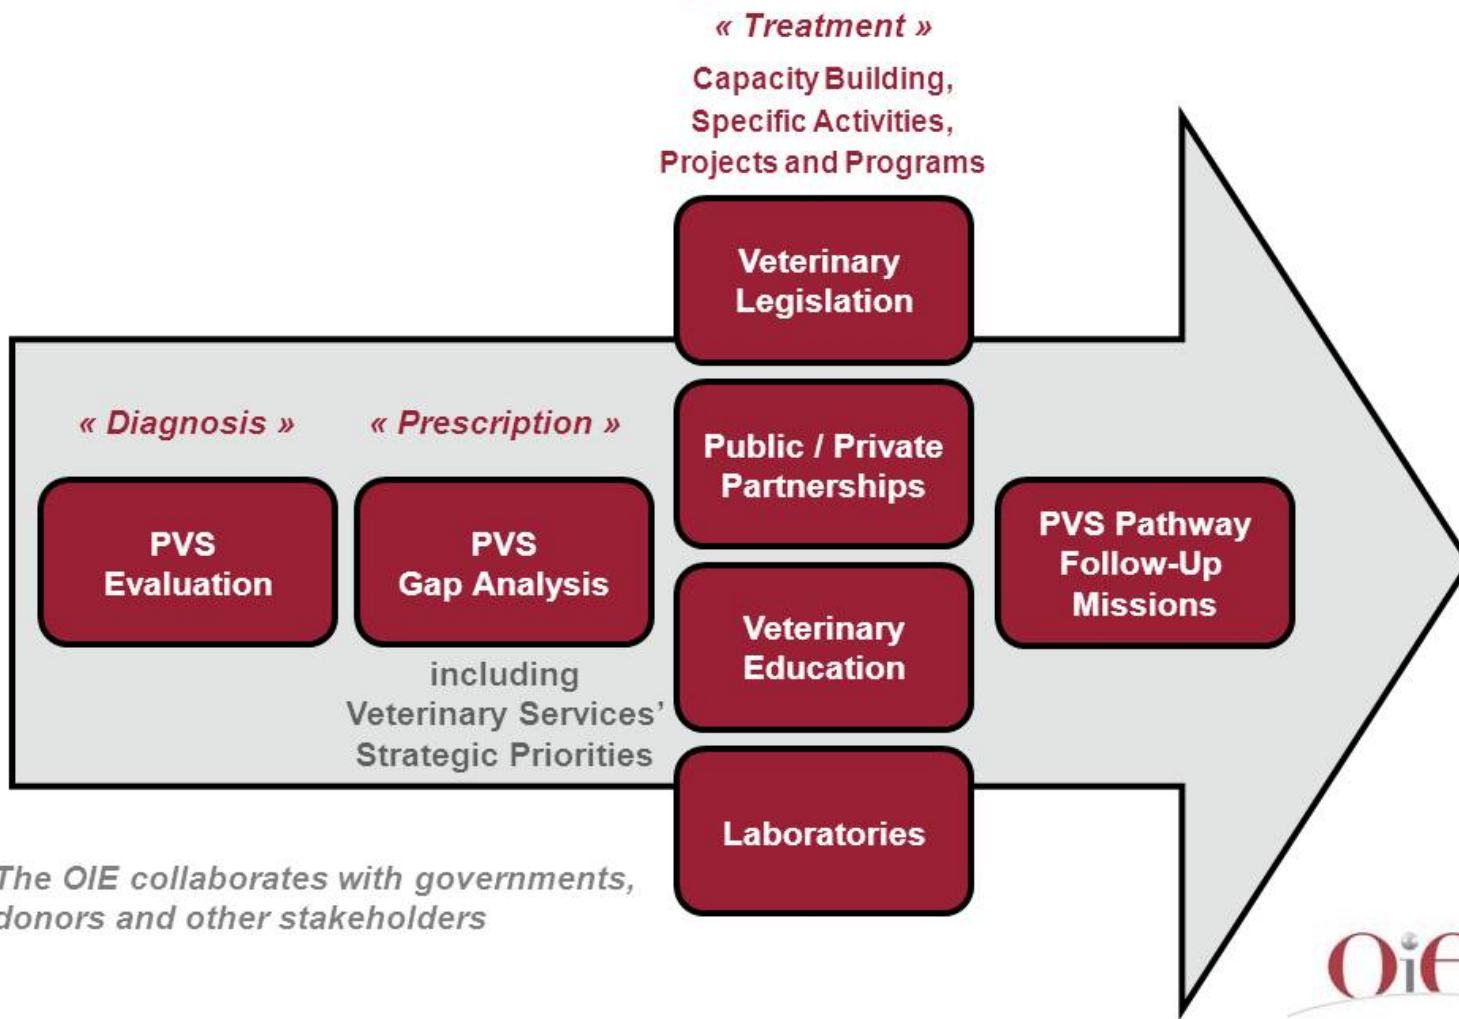 « Treatment »
Capacity Building,
Specific Activities,
Projects and Programs
Veterinary
Legislation
« Diagnosis »
« Prescription »
Public / Private
Partnerships
PVS
Evaluation
PVS
Gap Analysis
including
Veterinary Services’
Strategic Priorities
Veterinary
Education
PVS Pathway
Follow-Up
Missions
Laboratories
The OIE collaborates with governments,
donors and other stakeholders
Oie